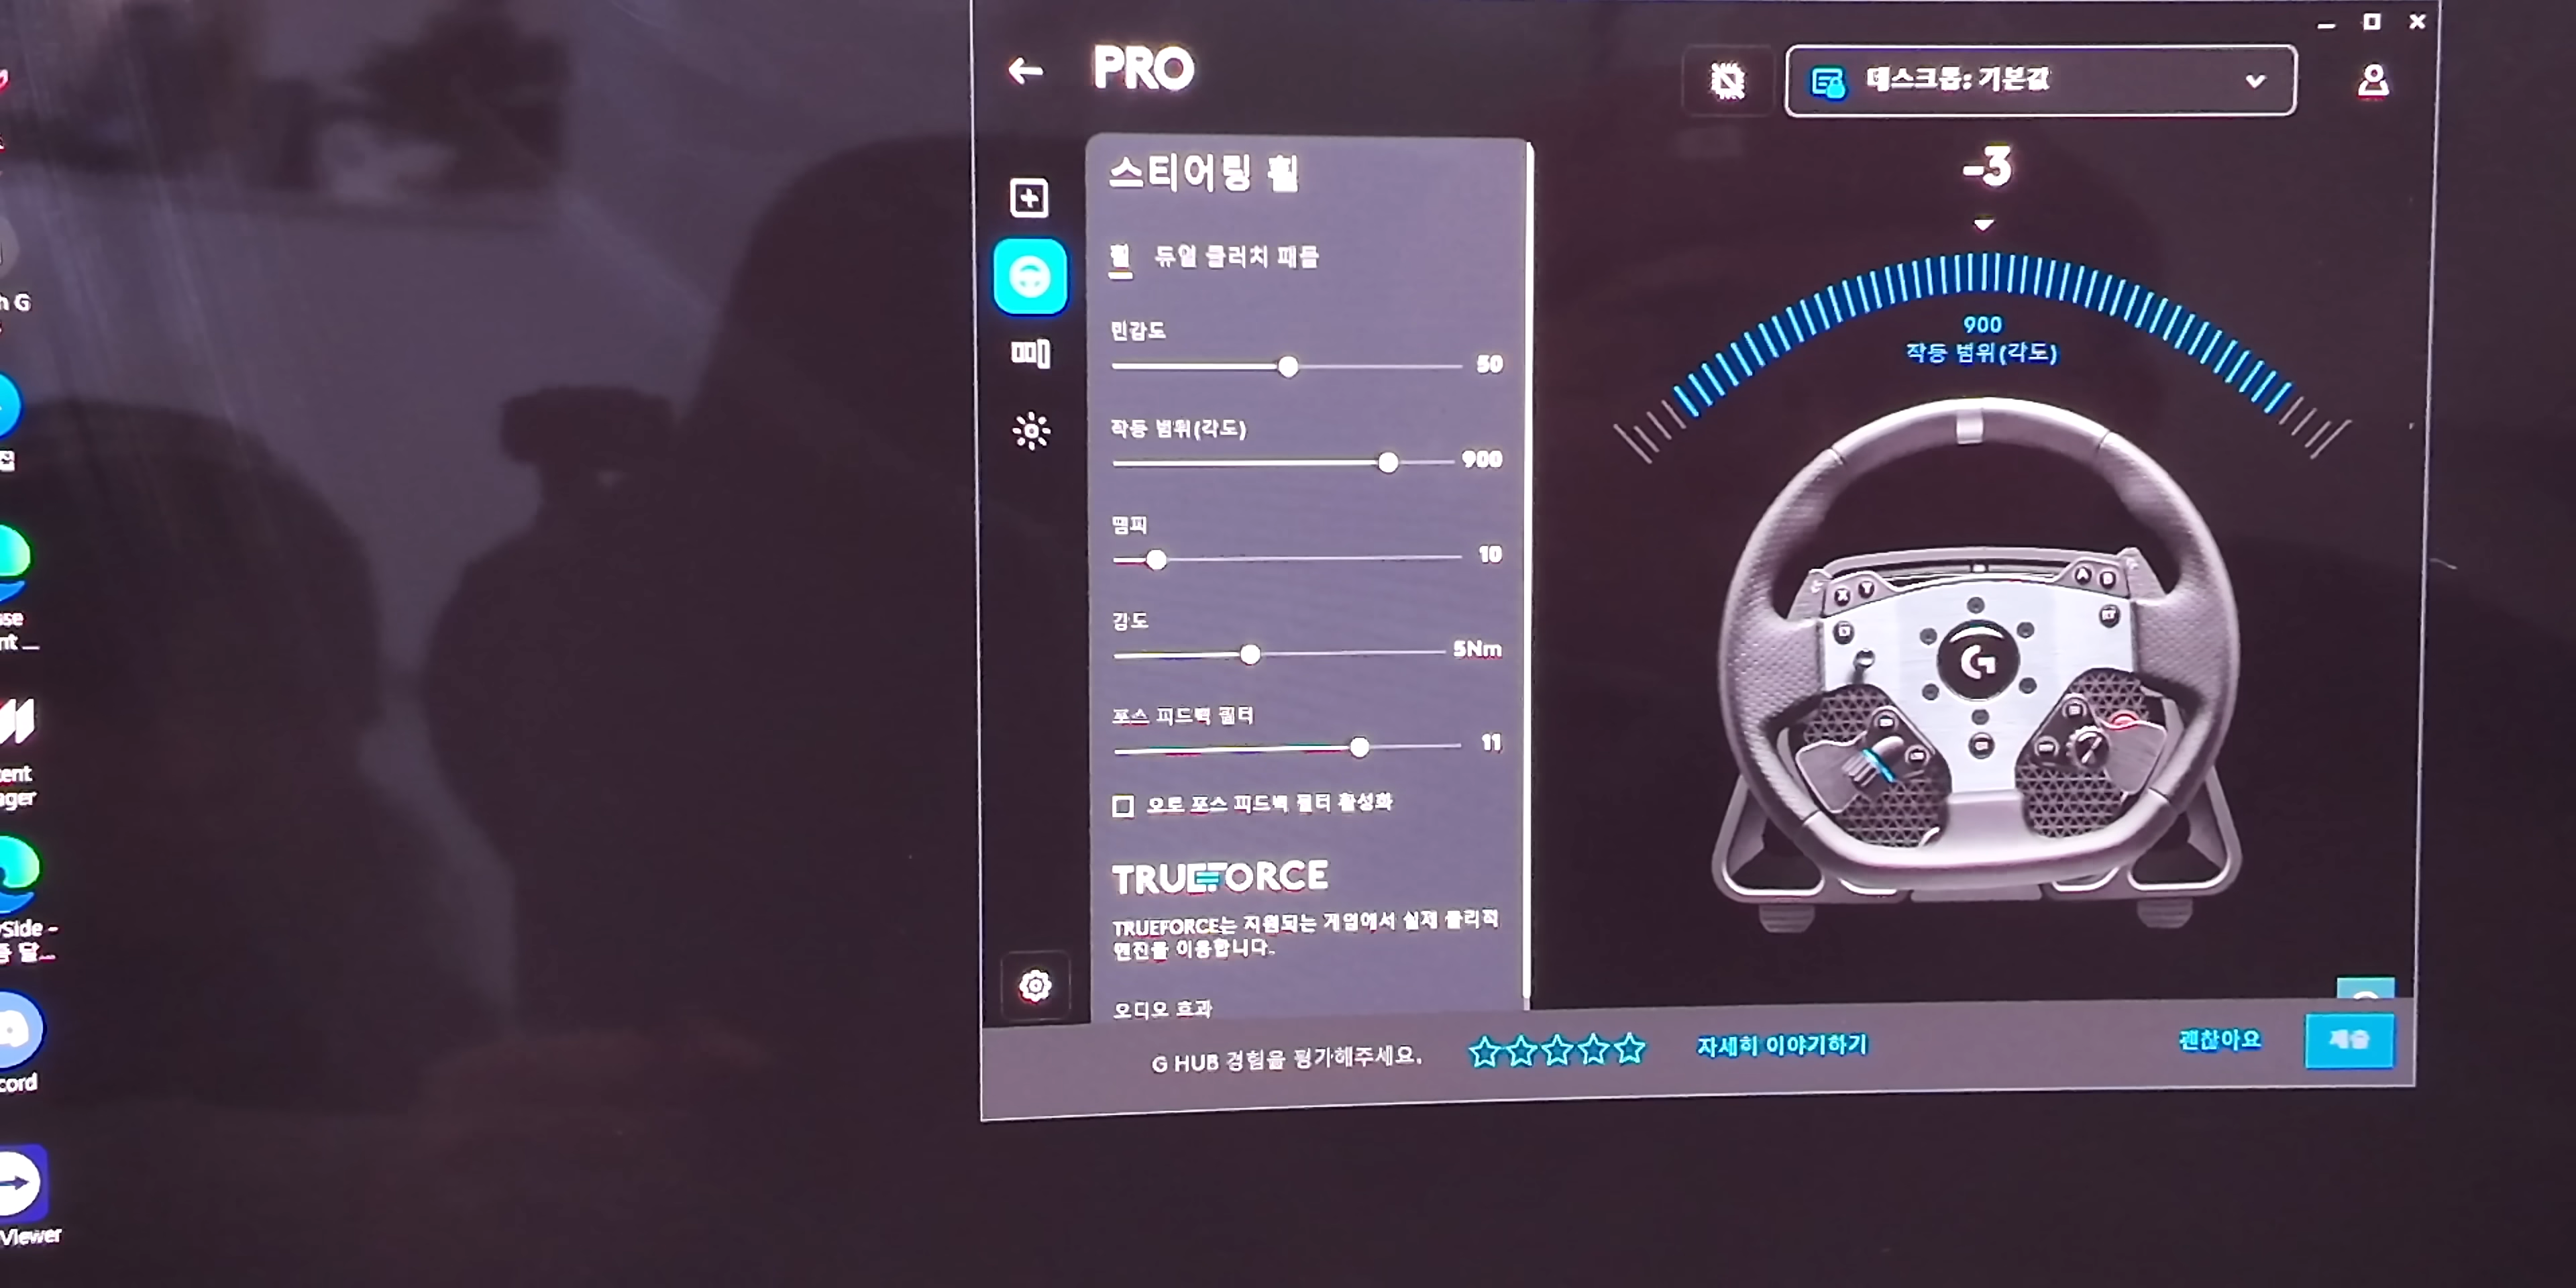 PRO
데스크톱: 기본값
스티어링 휠
휠 듀얼 클러치 패들
민감도
50
작동 범위(각도)
900
댐퍼
10
강도
5Nm
포스 피드백 필터
11
오토 포스 피드백 필터 활성화
TRUEFORCE
TRUEFORCE는 지원되는 게임에서 실제 물리적
엔진을 이용합니다.
오디오 효과
-3
900
작동 범위(각도)
X Y
A B
G
G HUB 경험을 평가해주세요.
자세히 이야기하기
괜찮아요
제출
h G
집
se
nt ...
tent
ager
Side -
달...
cord
Viewer